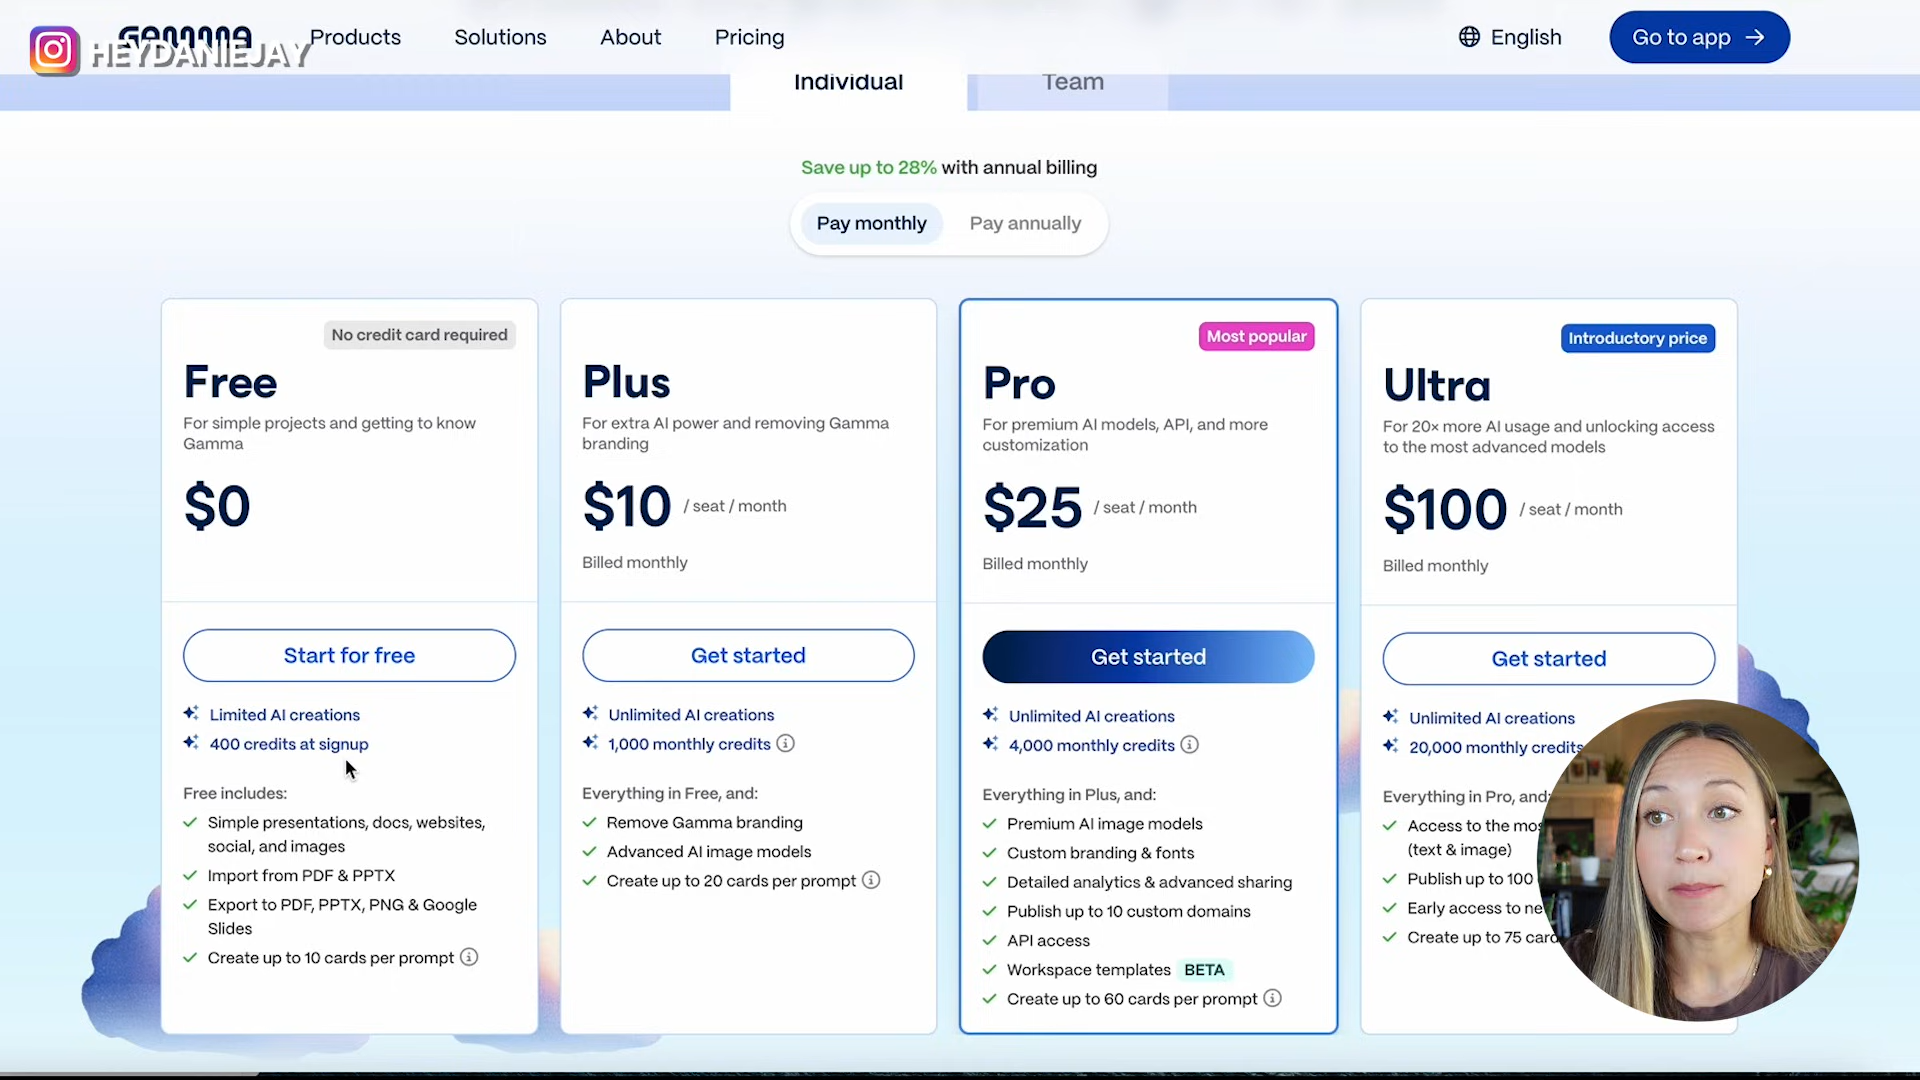 HEYDANIEJAY
Products
Solutions
About
Pricing
English
Go to app
Individual
Team
Save up to 28% with annual billing
Pay monthly
Pay annually
No credit card required
Free
For simple projects and getting to know
Gamma
$0
Start for free
Limited AI creations
400 credits at signup
Free includes:
Simple presentations, docs, websites,
social, and images
Import from PDF & PPTX
Export to PDF, PPTX, PNG & Google
Slides
Create up to 10 cards per prompt
Plus
For extra AI power and removing Gamma
branding
$10 / seat / month
Billed monthly
Get started
Unlimited AI creations
1,000 monthly credits
Everything in Free, and:
Remove Gamma branding
Advanced AI image models
Create up to 20 cards per prompt
Most popular
Pro
For premium AI models, API, and more
customization
$25 / seat / month
Billed monthly
Get started
Unlimited AI creations
4,000 monthly credits
Everything in Plus, and:
Premium AI image models
Custom branding & fonts
Detailed analytics & advanced sharing
Publish up to 10 custom domains
API access
Workspace templates BETA
Create up to 60 cards per prompt
Introductory price
Ultra
For 20× more AI usage and unlocking access
to the most advanced models
$100 / seat / month
Billed monthly
Get started
Unlimited AI creations
20,000 monthly credits
Everything in Pro, and:
Access to the
(text & image)
Publish up to 100
Early access to
Create up to 75